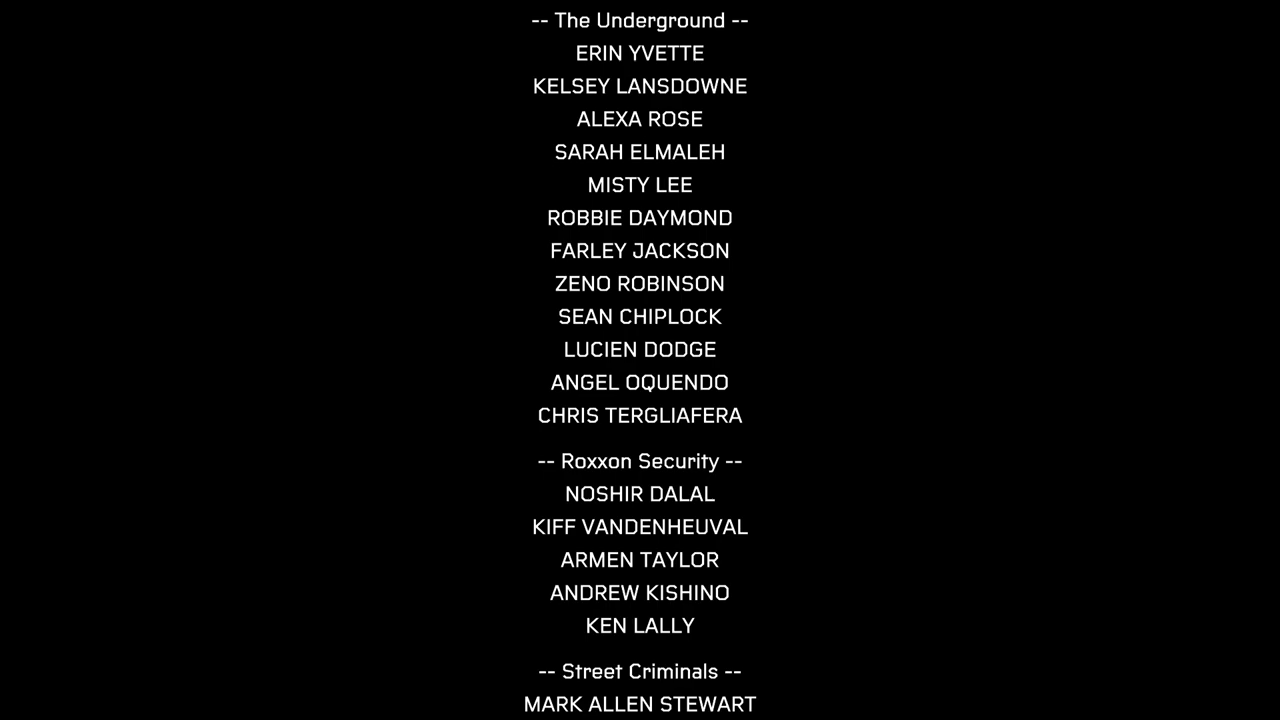 -- The Underground --
ERIN YVETTE
KELSEY LANSDOWNE
ALEXA ROSE
SARAH ELMALEH
MISTY LEE
ROBBIE DAYMOND
FARLEY JACKSON
ZENO ROBINSON
SEAN CHIPLOCK
LUCIEN DODGE
ANGEL OQUENDO
CHRIS TERGLIAFERA
-- Roxxon Security --
NOSHIR DALAL
KIFF VANDENHEUVAL
ARMEN TAYLOR
ANDREW KISHINO
KEN LALLY
-- Street Criminals --
MARK ALLEN STEWART